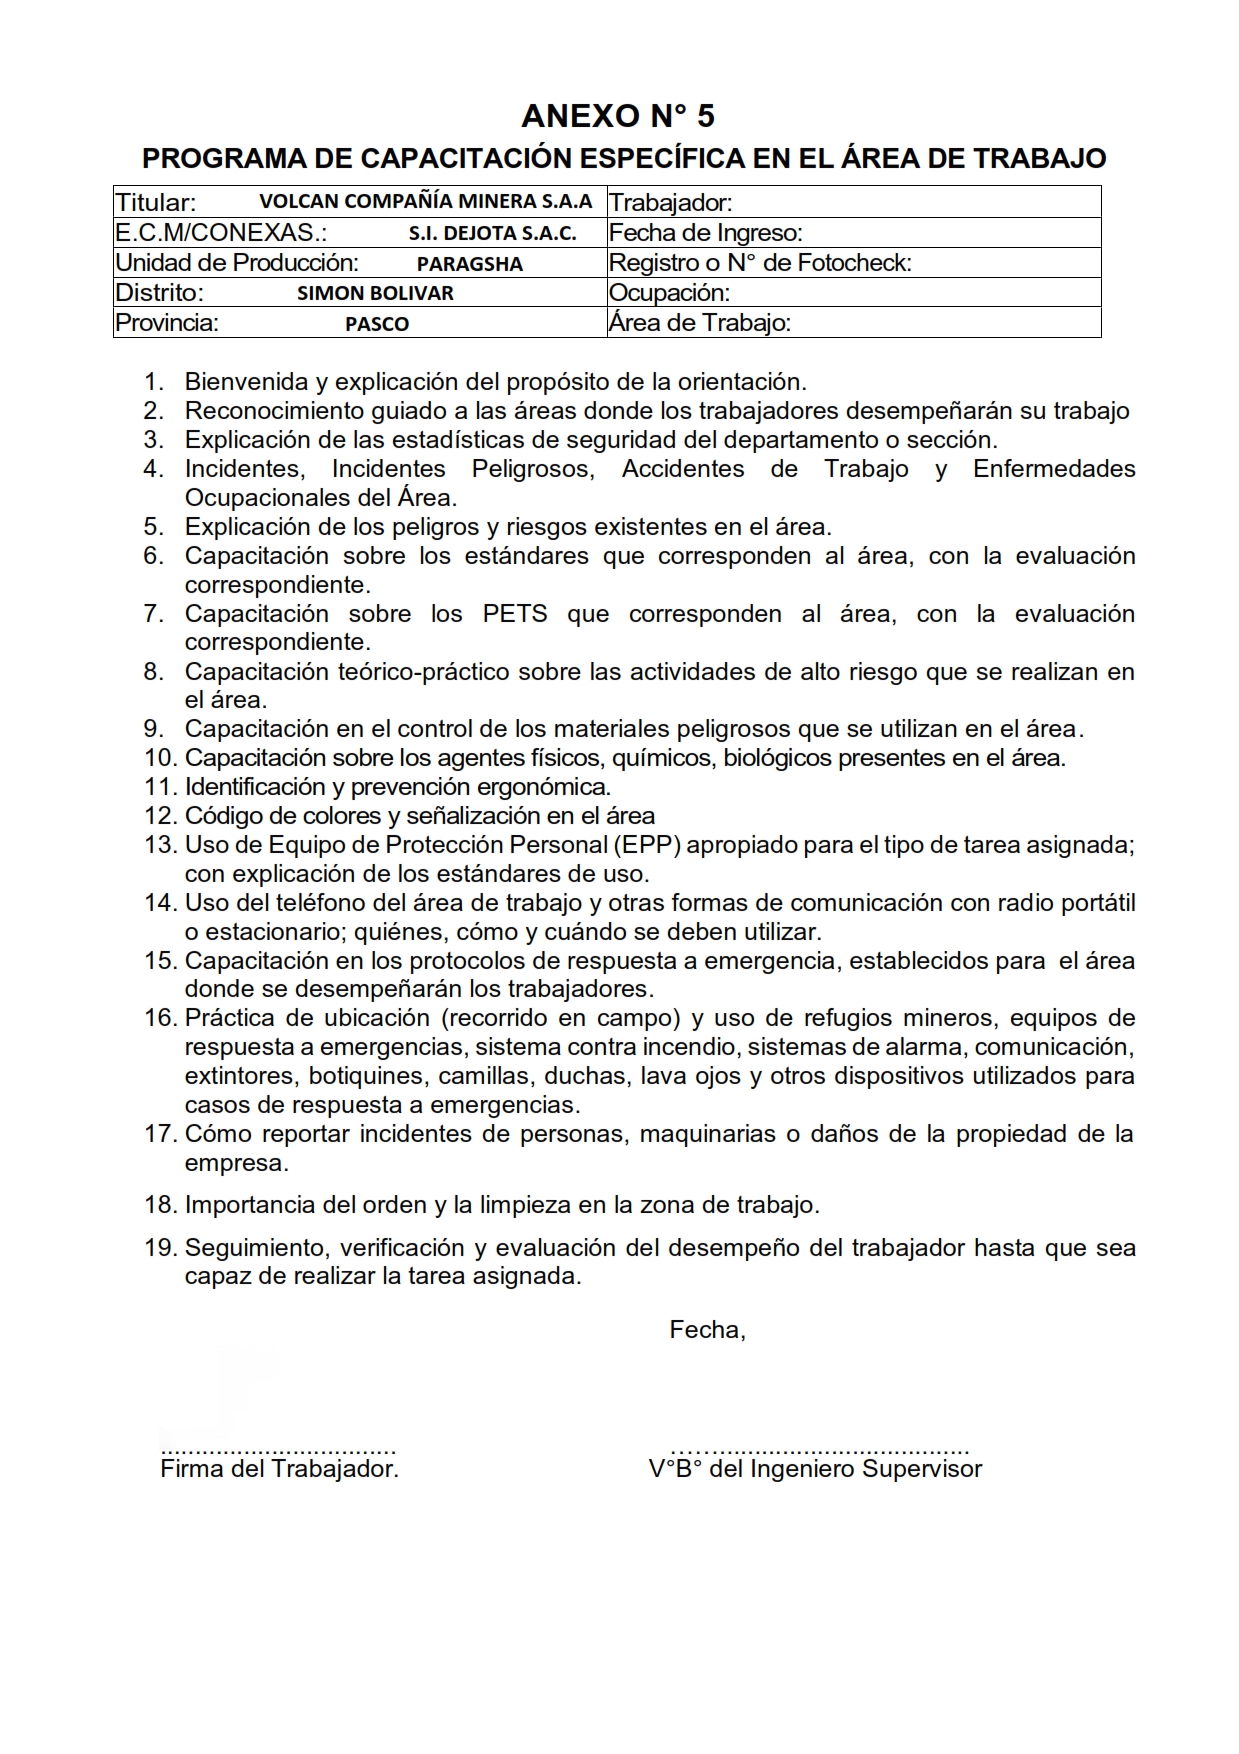 ANEXO N° 5
PROGRAMA DE CAPACITACIÓN ESPECÍFICA EN EL ÁREA DE TRABAJO
Titular: VOLCAN COMPAÑÍA MINERA S.A.A Trabajador:
E.C.M/CONEXAS.: S.I. DEJOTA S.A.C. Fecha de Ingreso:
Unidad de Producción: PARAGSHA Registro o N° de Fotocheck:
Distrito: SIMON BOLIVAR Ocupación:
Provincia: PASCO Área de Trabajo:
1. Bienvenida y explicación del propósito de la orientación.
2. Reconocimiento guiado a las áreas donde los trabajadores desempeñarán su trabajo
3. Explicación de las estadísticas de seguridad del departamento o sección.
4. Incidentes, Incidentes Peligrosos, Accidentes de Trabajo y Enfermedades
Ocupacionales del Área.
5. Explicación de los peligros y riesgos existentes en el área.
6. Capacitación sobre los estándares que corresponden al área, con la evaluación
correspondiente.
7. Capacitación sobre los PETS que corresponden al área, con la evaluación
correspondiente.
8. Capacitación teórico-práctico sobre las actividades de alto riesgo que se realizan en
el área.
9. Capacitación en el control de los materiales peligrosos que se utilizan en el área.
10. Capacitación sobre los agentes físicos, químicos, biológicos presentes en el área.
11. Identificación y prevención ergonómica.
12. Código de colores y señalización en el área
13. Uso de Equipo de Protección Personal (EPP) apropiado para el tipo de tarea asignada;
con explicación de los estándares de uso.
14. Uso del teléfono del área de trabajo y otras formas de comunicación con radio portátil
o estacionario; quiénes, cómo y cuándo se deben utilizar.
15. Capacitación en los protocolos de respuesta a emergencia, establecidos para el área
donde se desempeñarán los trabajadores.
16. Práctica de ubicación (recorrido en campo) y uso de refugios mineros, equipos de
respuesta a emergencias, sistema contra incendio, sistemas de alarma, comunicación,
extintores, botiquines, camillas, duchas, lava ojos y otros dispositivos utilizados para
casos de respuesta a emergencias.
17. Cómo reportar incidentes de personas, maquinarias o daños de la propiedad de la
empresa.
18. Importancia del orden y la limpieza en la zona de trabajo.
19. Seguimiento, verificación y evaluación del desempeño del trabajador hasta que sea
capaz de realizar la tarea asignada.
Fecha,
.................................. ..........................................
Firma del Trabajador. V°B° del Ingeniero Supervisor